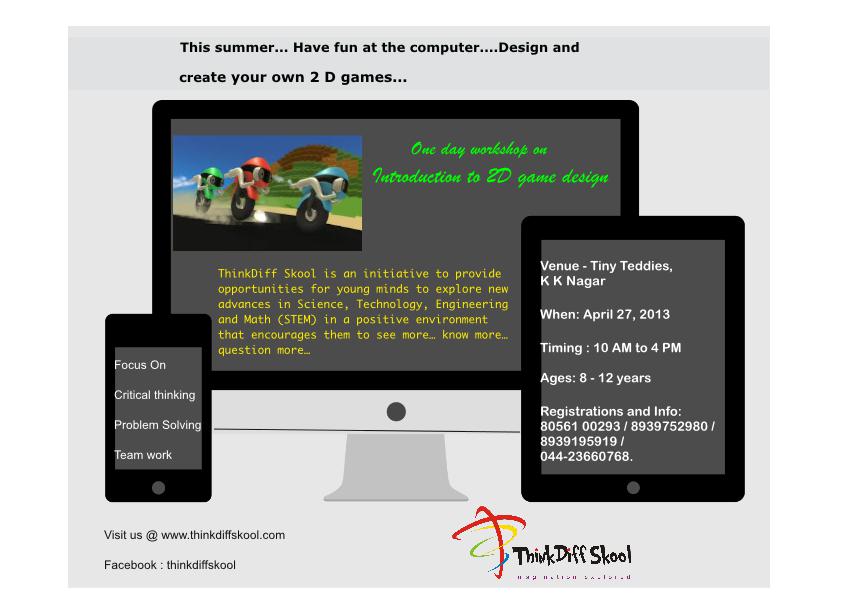 This summer... Have fun at the computer....Design and
create your own 2 D games...
One day workshop on
Introduction to 2D game design
ThinkDiff Skool is an initiative to provide
opportunities for young minds to explore new
advances in Science, Technology, Engineering
and Math (STEM) in a positive environment
that encourages them to see more… know more…
question more…
Venue - Tiny Teddies,
K K Nagar
When: April 27, 2013
Timing : 10 AM to 4 PM
Ages: 8 - 12 years
Registrations and Info:
80561 00293 / 8939752980 /
8939195919 /
044-23660768.
Focus On
Critical thinking
Problem Solving
Team work
Visit us @ www.thinkdiffskool.com
Facebook : thinkdiffskool
ThinkDiff Skool
imagination explored